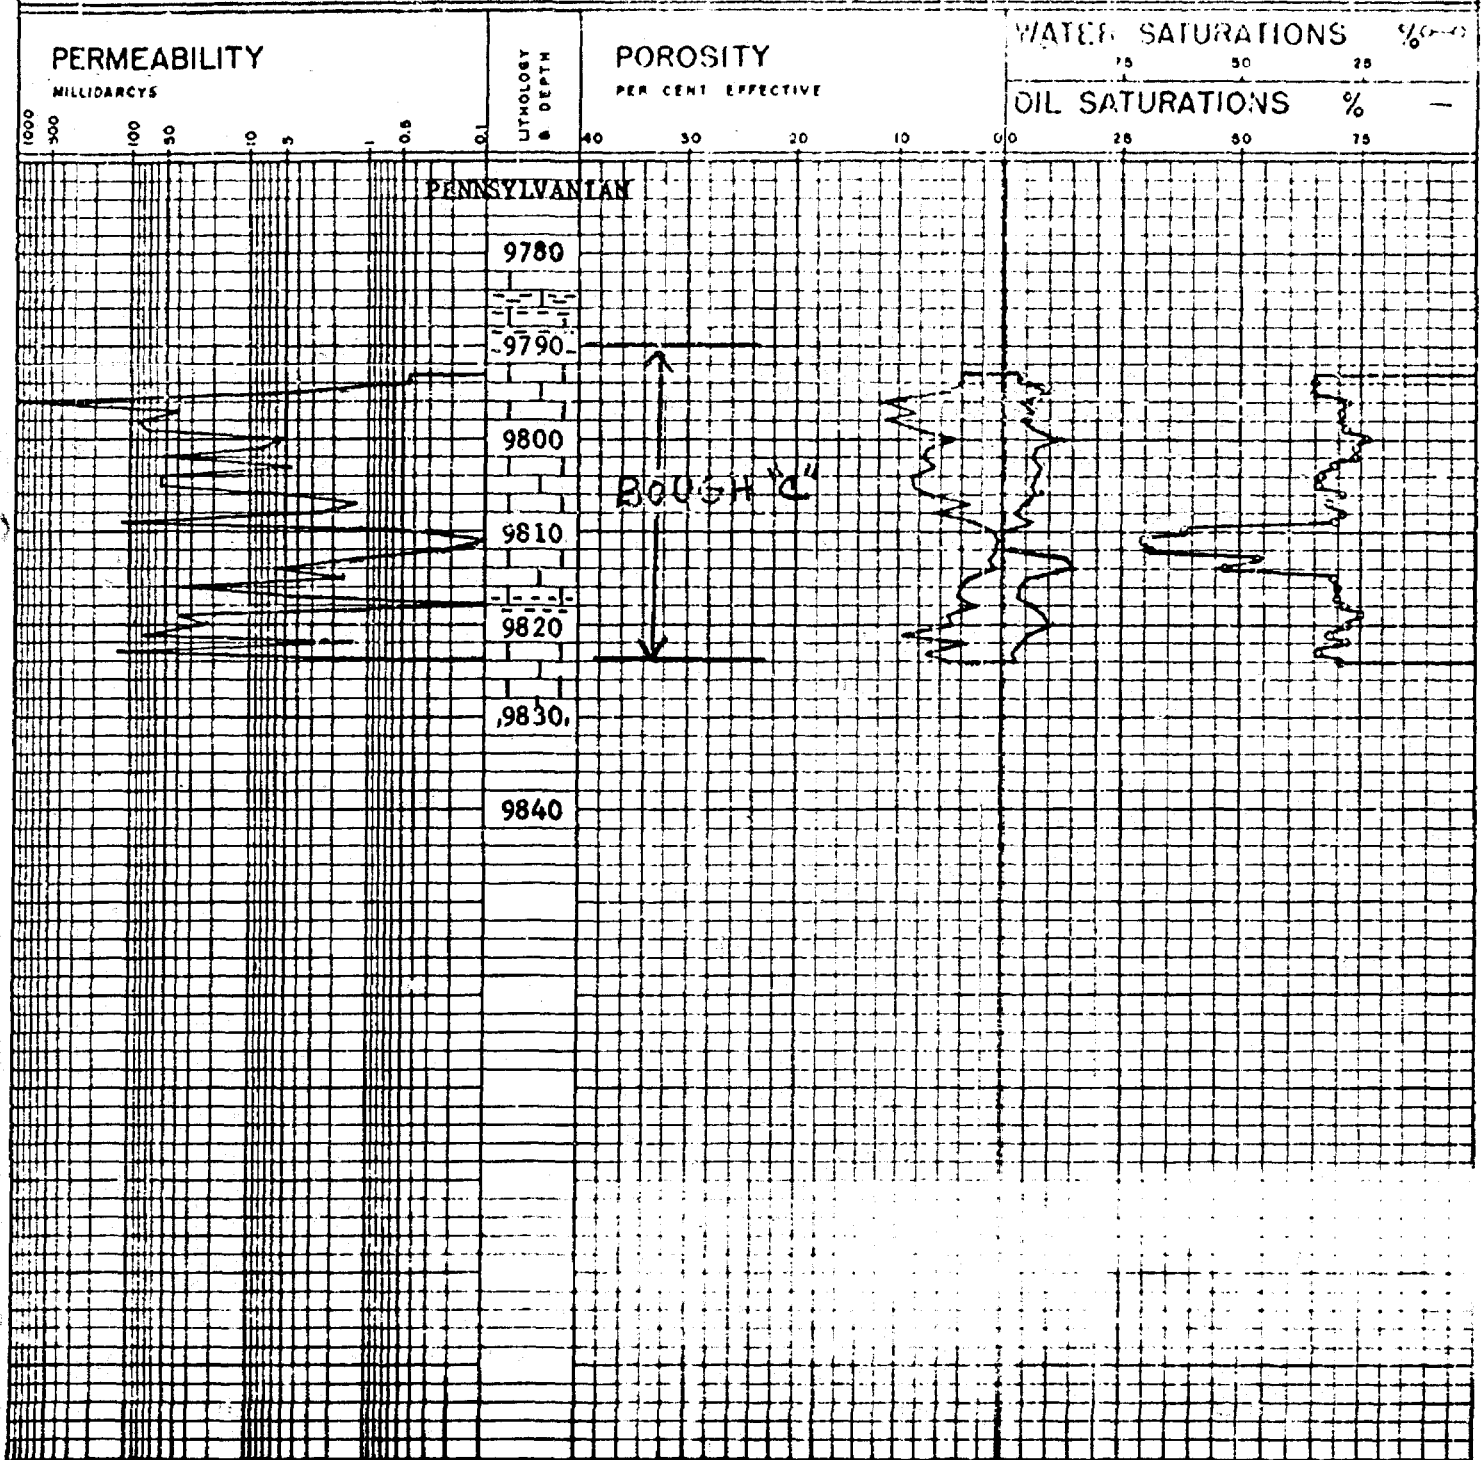 PERMEABILITY
MILLIDARCYS
1000 500 100 50 10 5 1 0.5 0.1
LITHOLOGY
& DEPTH
POROSITY
PER CENT EFFECTIVE
40 30 20 10 0
WATER SATURATIONS %
75 50 25
OIL SATURATIONS % —
0 25 50 75
PENNSYLVANIAN
9780
9790
9800
BOUGH "C"
9810
9820
9830
9840